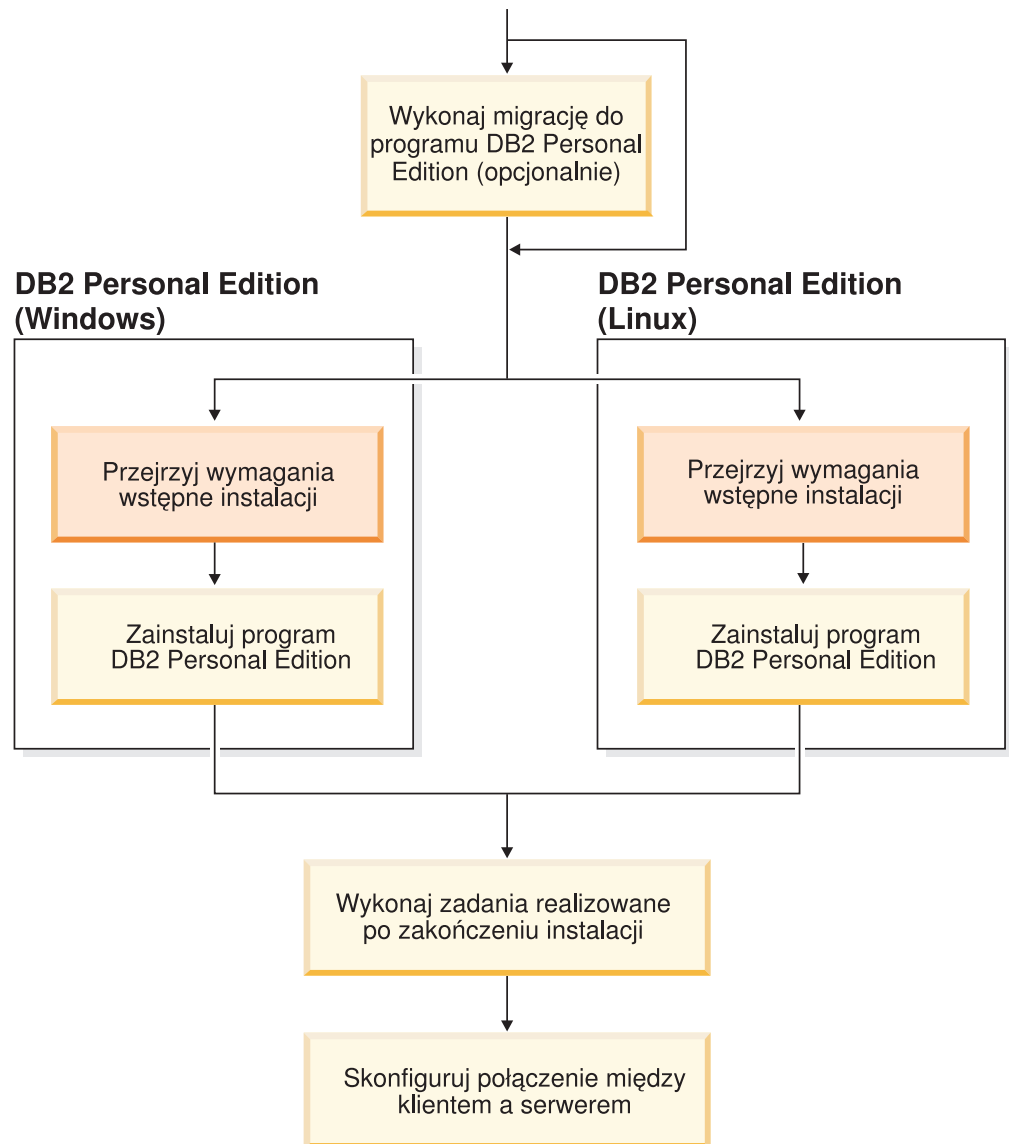 Wykonaj migrację do
programu DB2 Personal
Edition (opcjonalnie)
DB2 Personal Edition
(Windows)
DB2 Personal Edition
(Linux)
Przejrzyj wymagania
wstępne instalacji
Przejrzyj wymagania
wstępne instalacji
Zainstaluj program
DB2 Personal Edition
Zainstaluj program
DB2 Personal Edition
Wykonaj zadania realizowane
po zakończeniu instalacji
Skonfiguruj połączenie między
klientem a serwerem